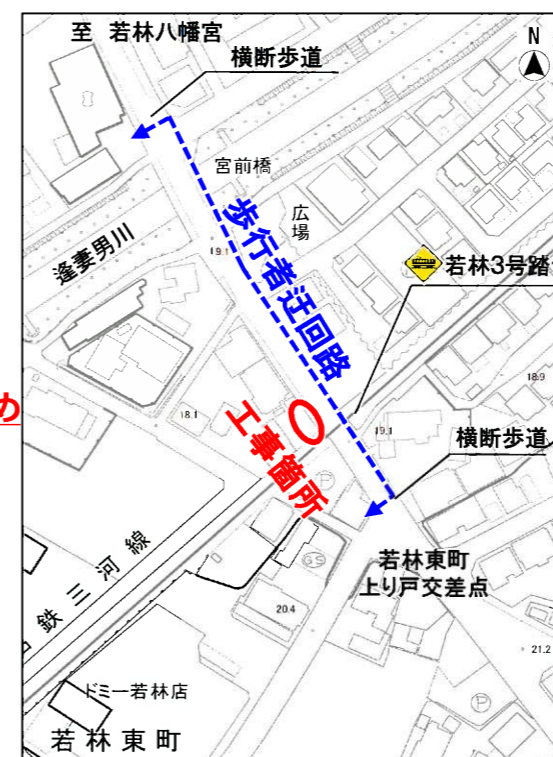 至 若林八幡宮
横断歩道
N
宮前橋
広場
逢妻男川
19.1
歩行者迂回路
若林3号踏
18.9
め
18.1
工事箇所
19.1
横断歩道
P
若林東町
上り戸交差点
GS
鉄三河線
20.4
21.2
ドミー若林店
P
若林東町